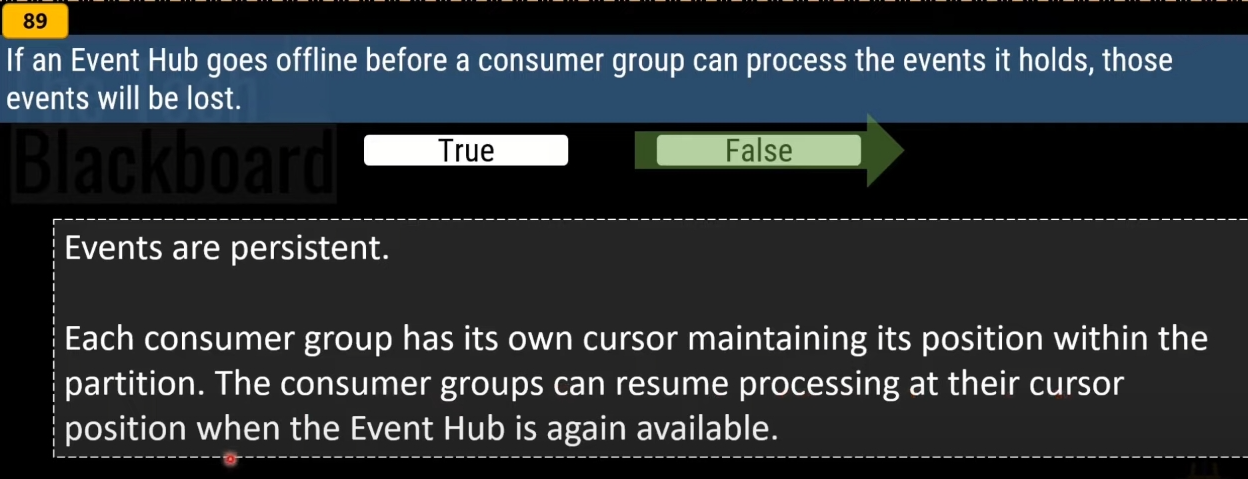 89
If an Event Hub goes offline before a consumer group can process the events it holds, those
events will be lost.
Blackboard
True
False
Events are persistent.
Each consumer group has its own cursor maintaining its position within the
partition. The consumer groups can resume processing at their cursor
position when the Event Hub is again available.